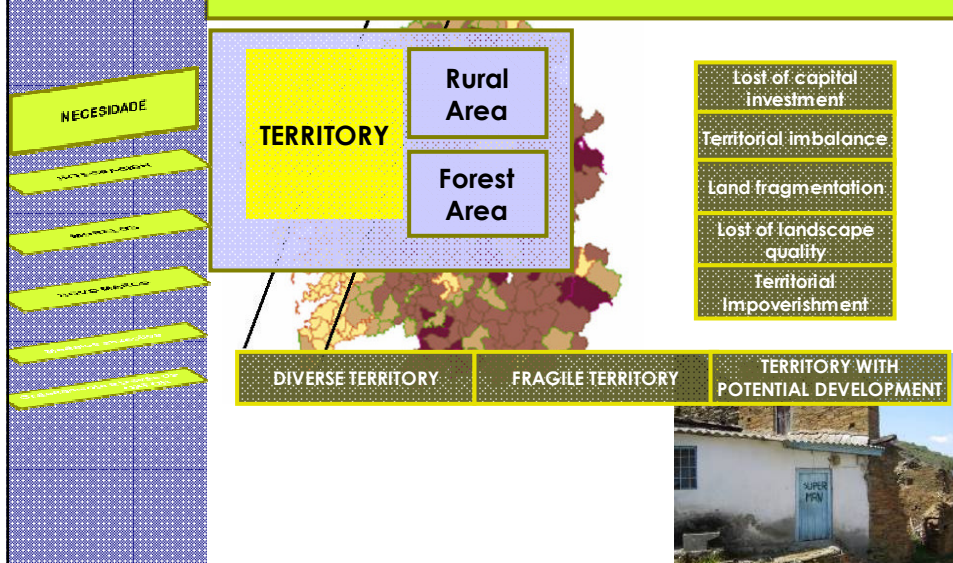 NECESIDADE
TERRITORY
Rural
Area
Forest
Area
Lost of capital
investment
Territorial imbalance
Land fragmentation
Lost of landscape
quality
Territorial
Impoverishment
DIVERSE TERRITORY
FRAGILE TERRITORY
TERRITORY WITH
POTENTIAL DEVELOPMENT
SUPER
MAN